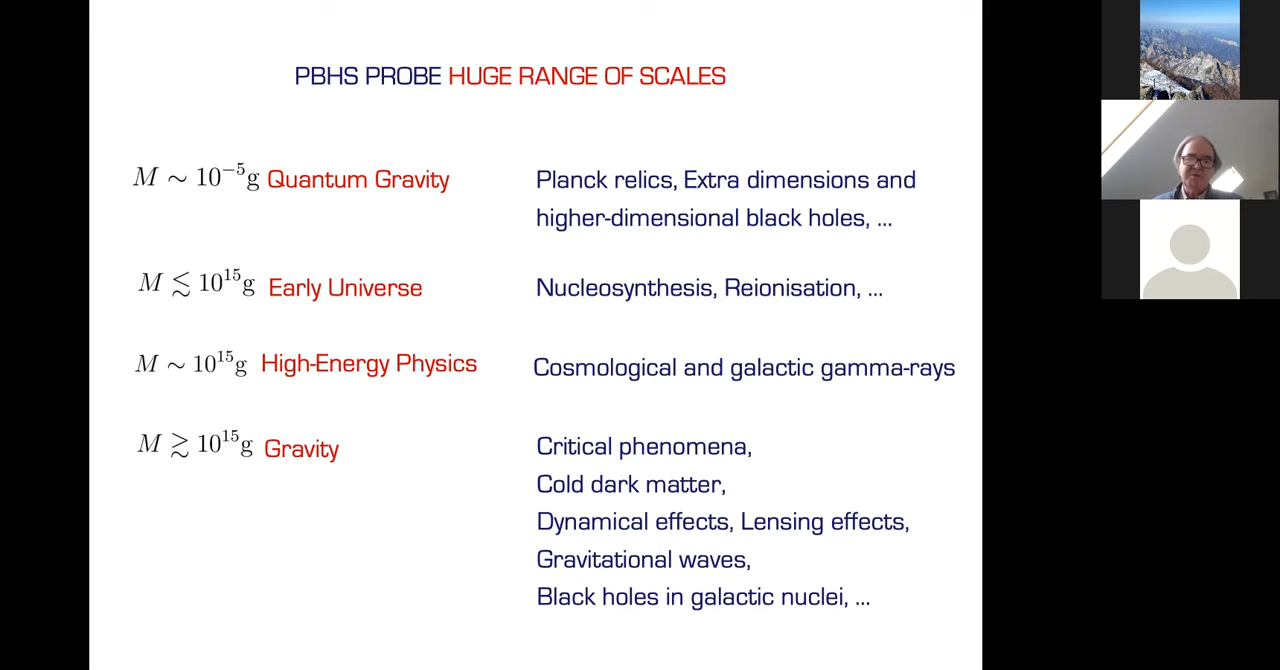 PBHS PROBE HUGE RANGE OF SCALES
M ∼ 10⁻⁵g Quantum Gravity Planck relics, Extra dimensions and
higher-dimensional black holes, ...
M ≲ 10¹⁵g Early Universe Nucleosynthesis, Reionisation, ...
M ∼ 10¹⁵g High-Energy Physics Cosmological and galactic gamma-rays
M ≳ 10¹⁵g Gravity Critical phenomena,
Cold dark matter,
Dynamical effects, Lensing effects,
Gravitational waves,
Black holes in galactic nuclei, ...